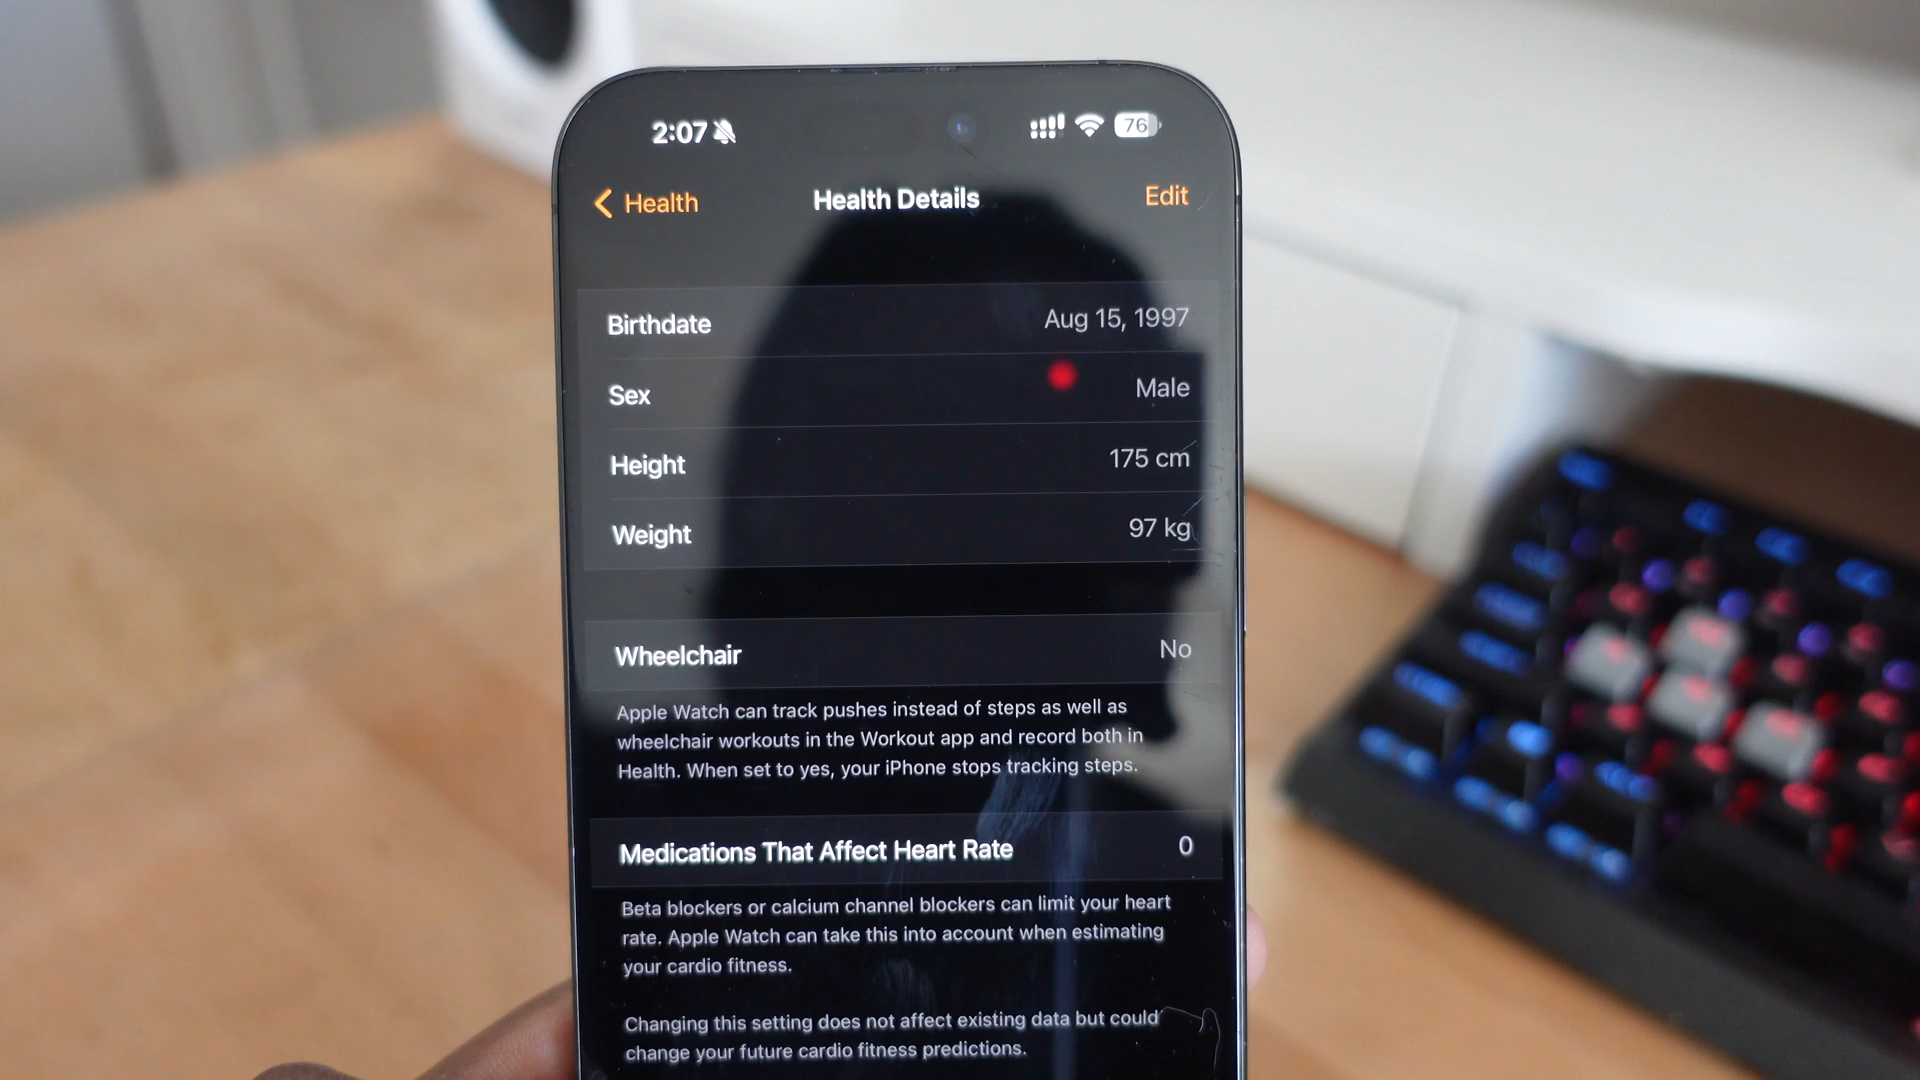 2:07 76
Health Health Details Edit
Birthdate Aug 15, 1997
Sex Male
Height 175 cm
Weight 97 kg
Wheelchair No
Apple Watch can track pushes instead of steps as well as
wheelchair workouts in the Workout app and record both in
Health. When set to yes, your iPhone stops tracking steps.
Medications That Affect Heart Rate 0
Beta blockers or calcium channel blockers can limit your heart
rate. Apple Watch can take this into account when estimating
your cardio fitness.
Changing this setting does not affect existing data but could
change your future cardio fitness predictions.